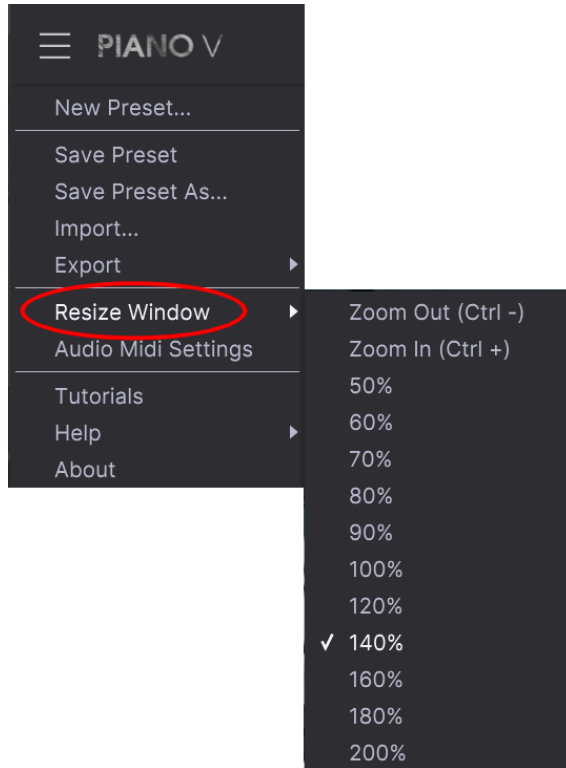 PIANO V
New Preset...
Save Preset
Save Preset As...
Import...
Export
Resize Window
Audio Midi Settings
Tutorials
Help
About
Zoom Out (Ctrl -)
Zoom In (Ctrl +)
50%
60%
70%
80%
90%
100%
120%
✓ 140%
160%
180%
200%